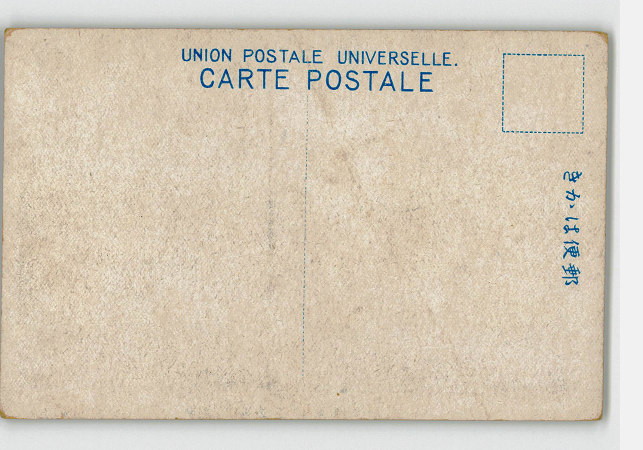 UNION POSTALE UNIVERSELLE.
CARTE POSTALE
きかは便郵